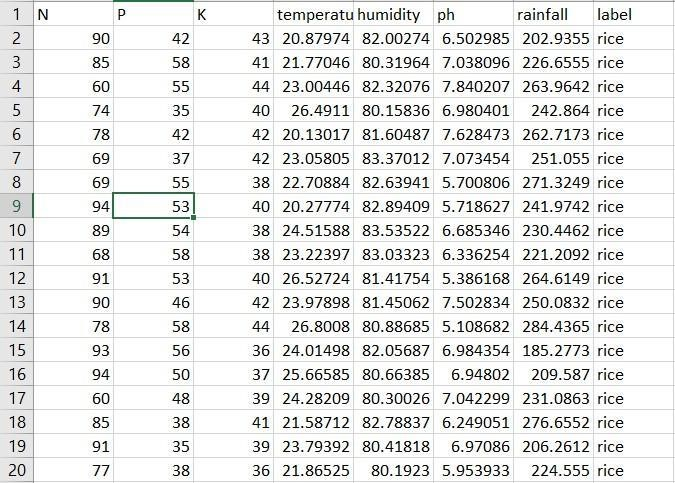 1 N P K temperatu humidity ph rainfall label
2 90 42 43 20.87974 82.00274 6.502985 202.9355 rice
3 85 58 41 21.77046 80.31964 7.038096 226.6555 rice
4 60 55 44 23.00446 82.32076 7.840207 263.9642 rice
5 74 35 40 26.4911 80.15836 6.980401 242.864 rice
6 78 42 42 20.13017 81.60487 7.628473 262.7173 rice
7 69 37 42 23.05805 83.37012 7.073454 251.055 rice
8 69 55 38 22.70884 82.63941 5.700806 271.3249 rice
9 94 53 40 20.27774 82.89409 5.718627 241.9742 rice
10 89 54 38 24.51588 83.53522 6.685346 230.4462 rice
11 68 58 38 23.22397 83.03323 6.336254 221.2092 rice
12 91 53 40 26.52724 81.41754 5.386168 264.6149 rice
13 90 46 42 23.97898 81.45062 7.502834 250.0832 rice
14 78 58 44 26.8008 80.88685 5.108682 284.4365 rice
15 93 56 36 24.01498 82.05687 6.984354 185.2773 rice
16 94 50 37 25.66585 80.66385 6.94802 209.587 rice
17 60 48 39 24.28209 80.30026 7.042299 231.0863 rice
18 85 38 41 21.58712 82.78837 6.249051 276.6552 rice
19 91 35 39 23.79392 80.41818 6.97086 206.2612 rice
20 77 38 36 21.86525 80.1923 5.953933 224.555 rice